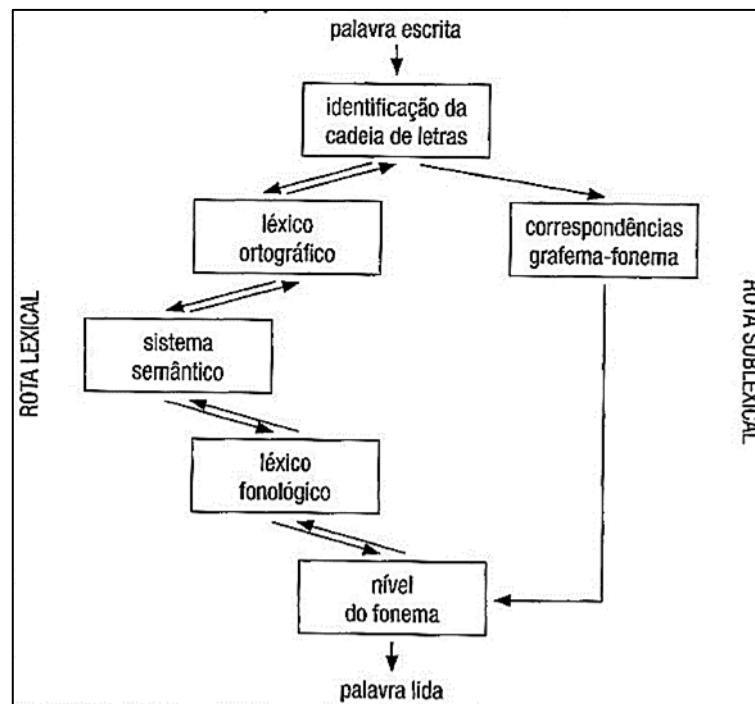 palavra escrita
identificação da
cadeia de letras
léxico
ortográfico
correspondências
grafema-fonema
sistema
semântico
léxico
fonológico
nível
do fonema
palavra lida
ROTA LEXICAL
ROTA SUBLEXICAL